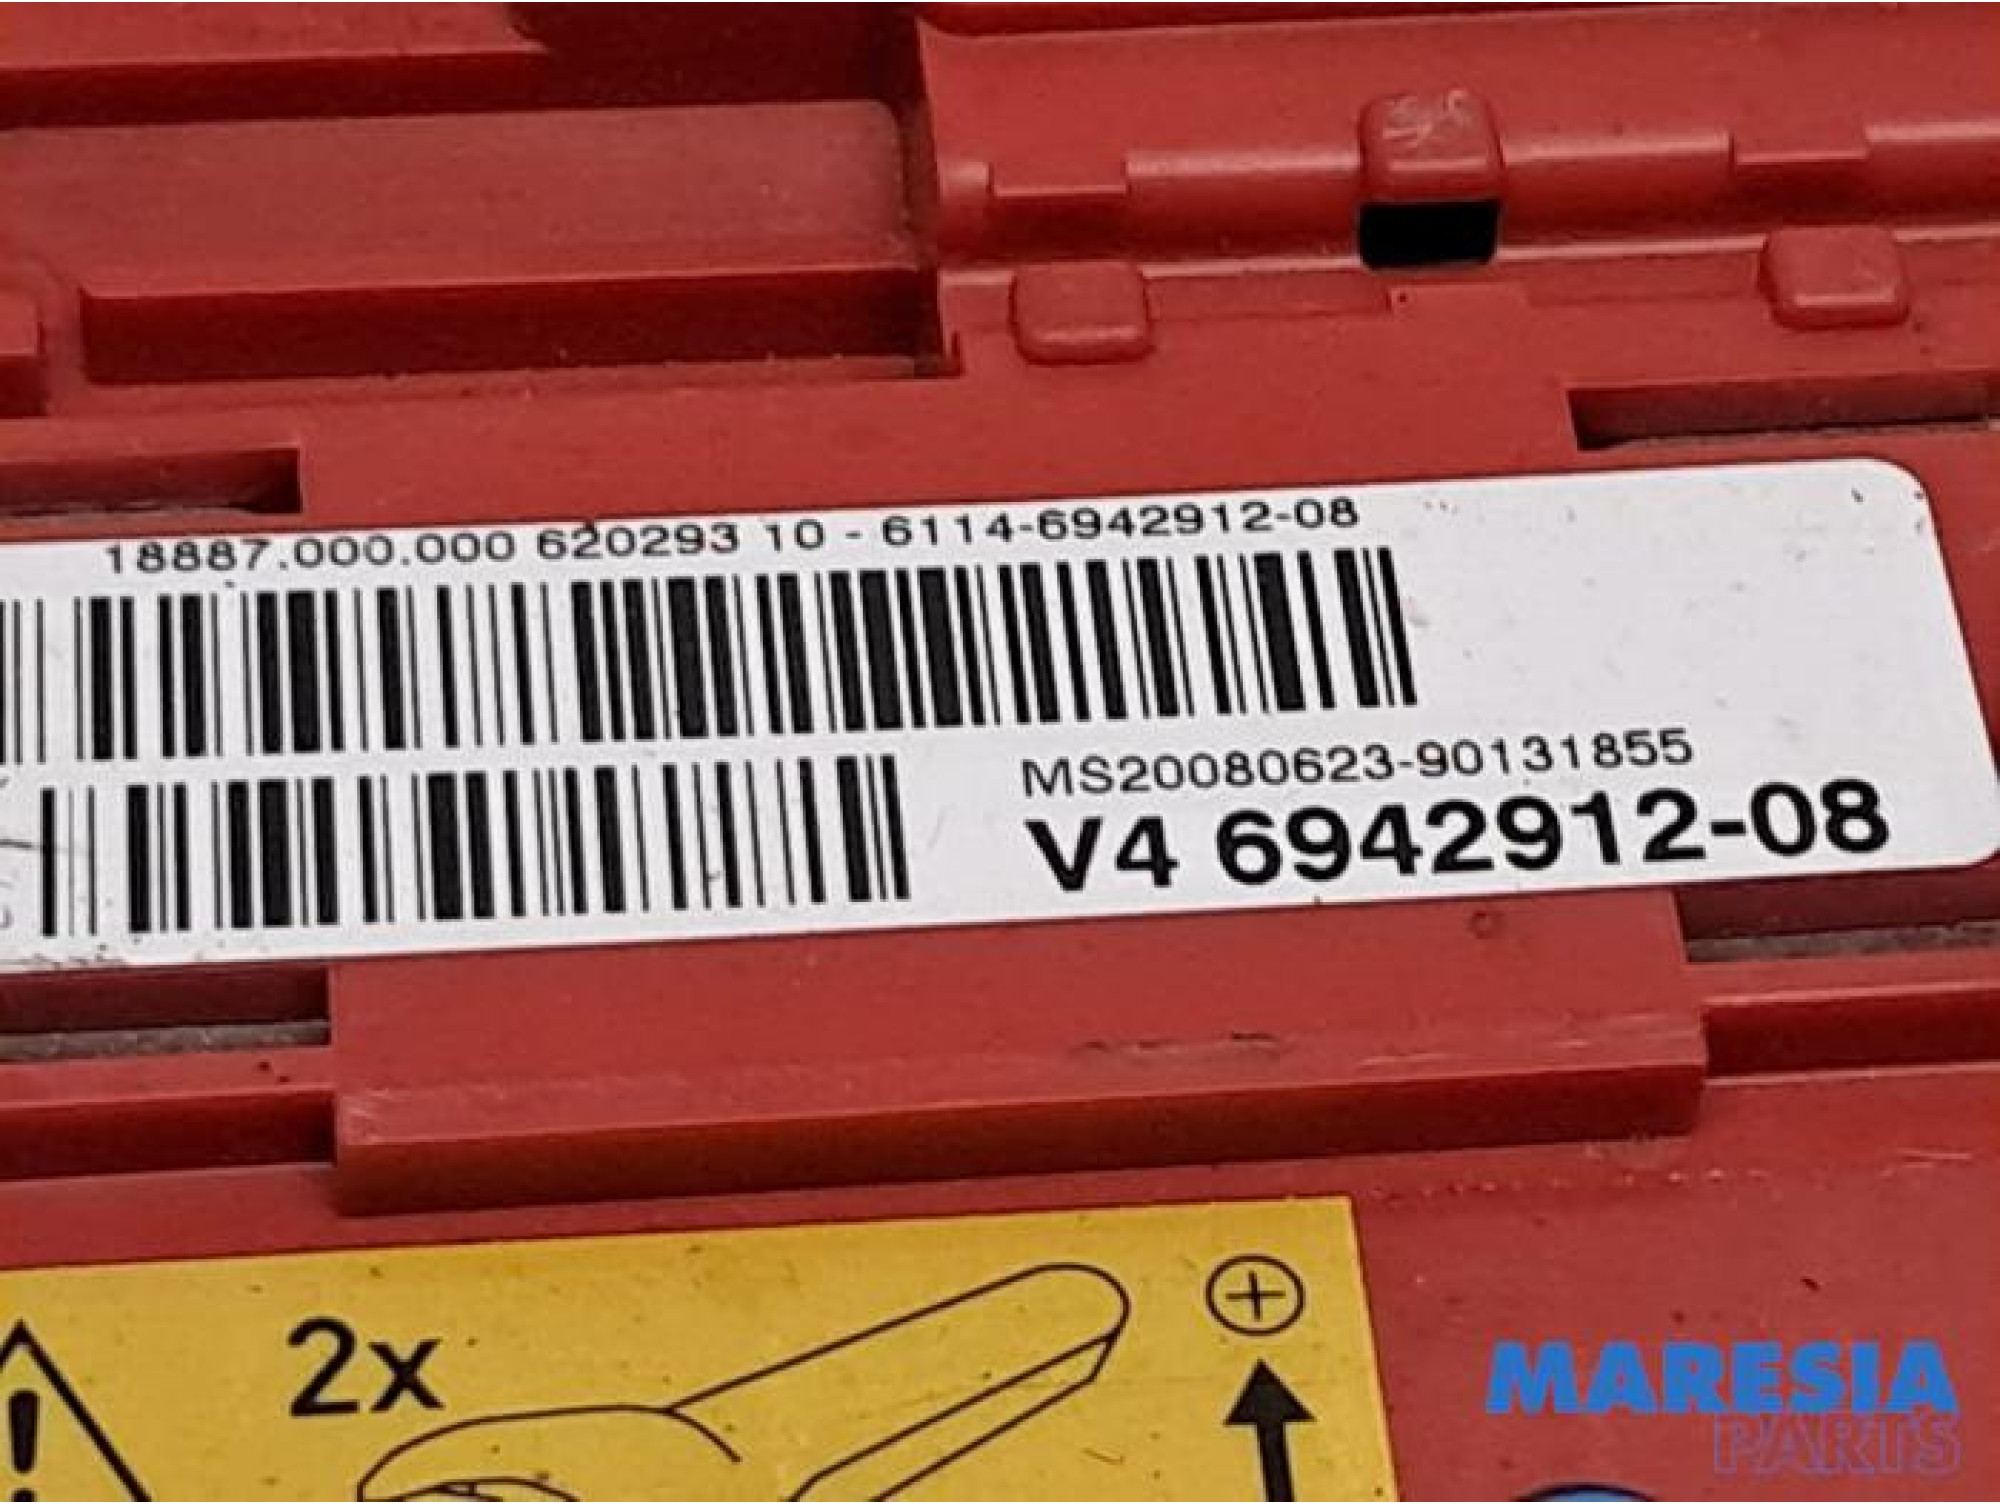 18887.000.000 620293 10 - 6114-6942912-08
MS20080623-90131855
V4 6942912-08
2x
MARESIA
PARTS